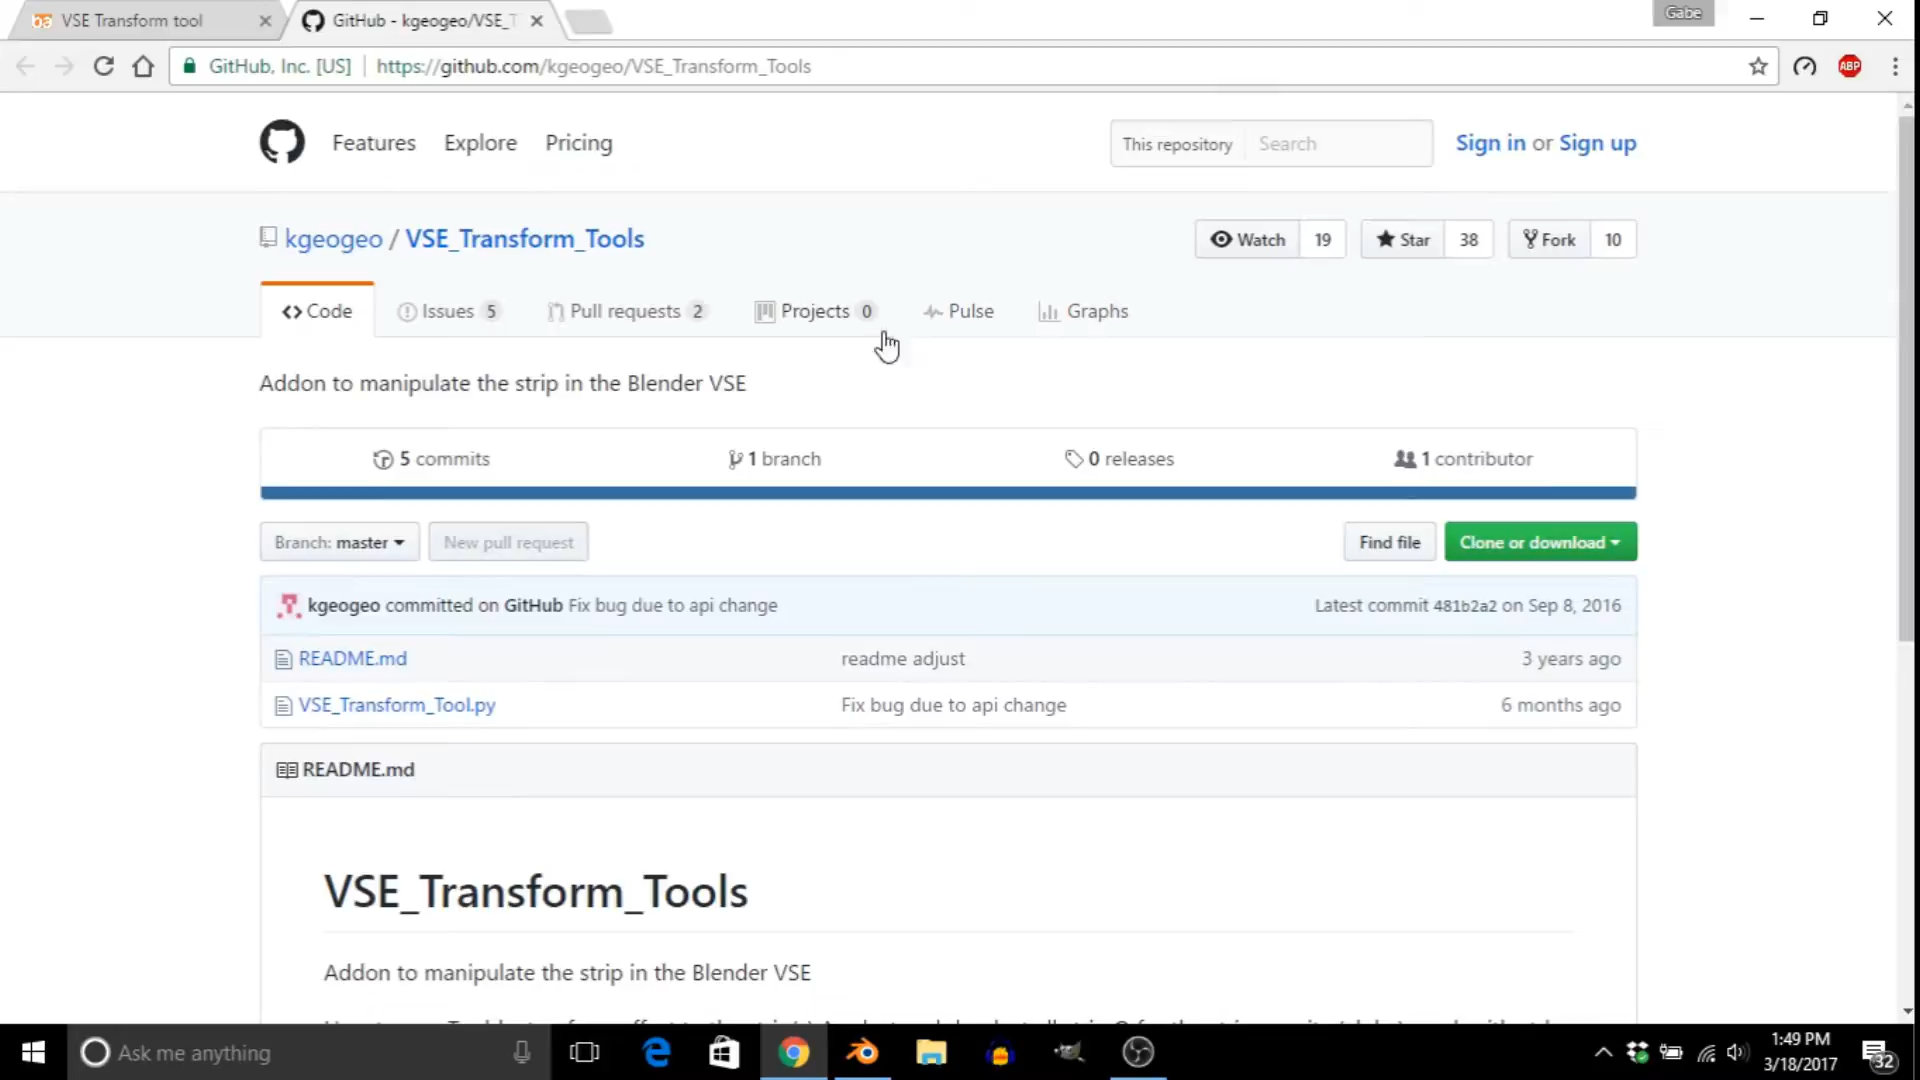 VSE Transform tool
GitHub - kgeogeo/VSE_T
Gabe
GitHub, Inc. [US] https://github.com/kgeogeo/VSE_Transform_Tools
ABP
Features Explore Pricing
This repository Search
Sign in or Sign up
kgeogeo / VSE_Transform_Tools
Watch 19 Star 38 Fork 10
Code Issues 5 Pull requests 2 Projects 0 Pulse Graphs
Addon to manipulate the strip in the Blender VSE
5 commits 1 branch 0 releases 1 contributor
Branch: master New pull request Find file Clone or download
kgeogeo committed on GitHub Fix bug due to api change Latest commit 481b2a2 on Sep 8, 2016
README.md readme adjust 3 years ago
VSE_Transform_Tool.py Fix bug due to api change 6 months ago
README.md
VSE_Transform_Tools
Addon to manipulate the strip in the Blender VSE
Ask me anything
1:49 PM
3/18/2017
32